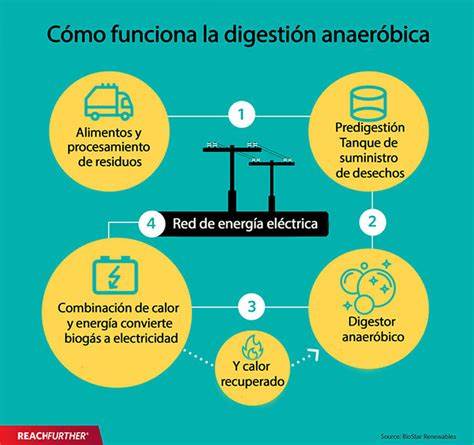 Cómo funciona la digestión anaeróbica
1
Alimentos y
procesamiento
de residuos
Predigestión
Tanque de
suministro
de desechos
4
Red de energía eléctrica
2
Combinación de calor
y energía convierte
biogás a electricidad
3
Digestor
anaeróbico
Y calor
recuperado
REACHFURTHER®
Source: BioStar Renewables